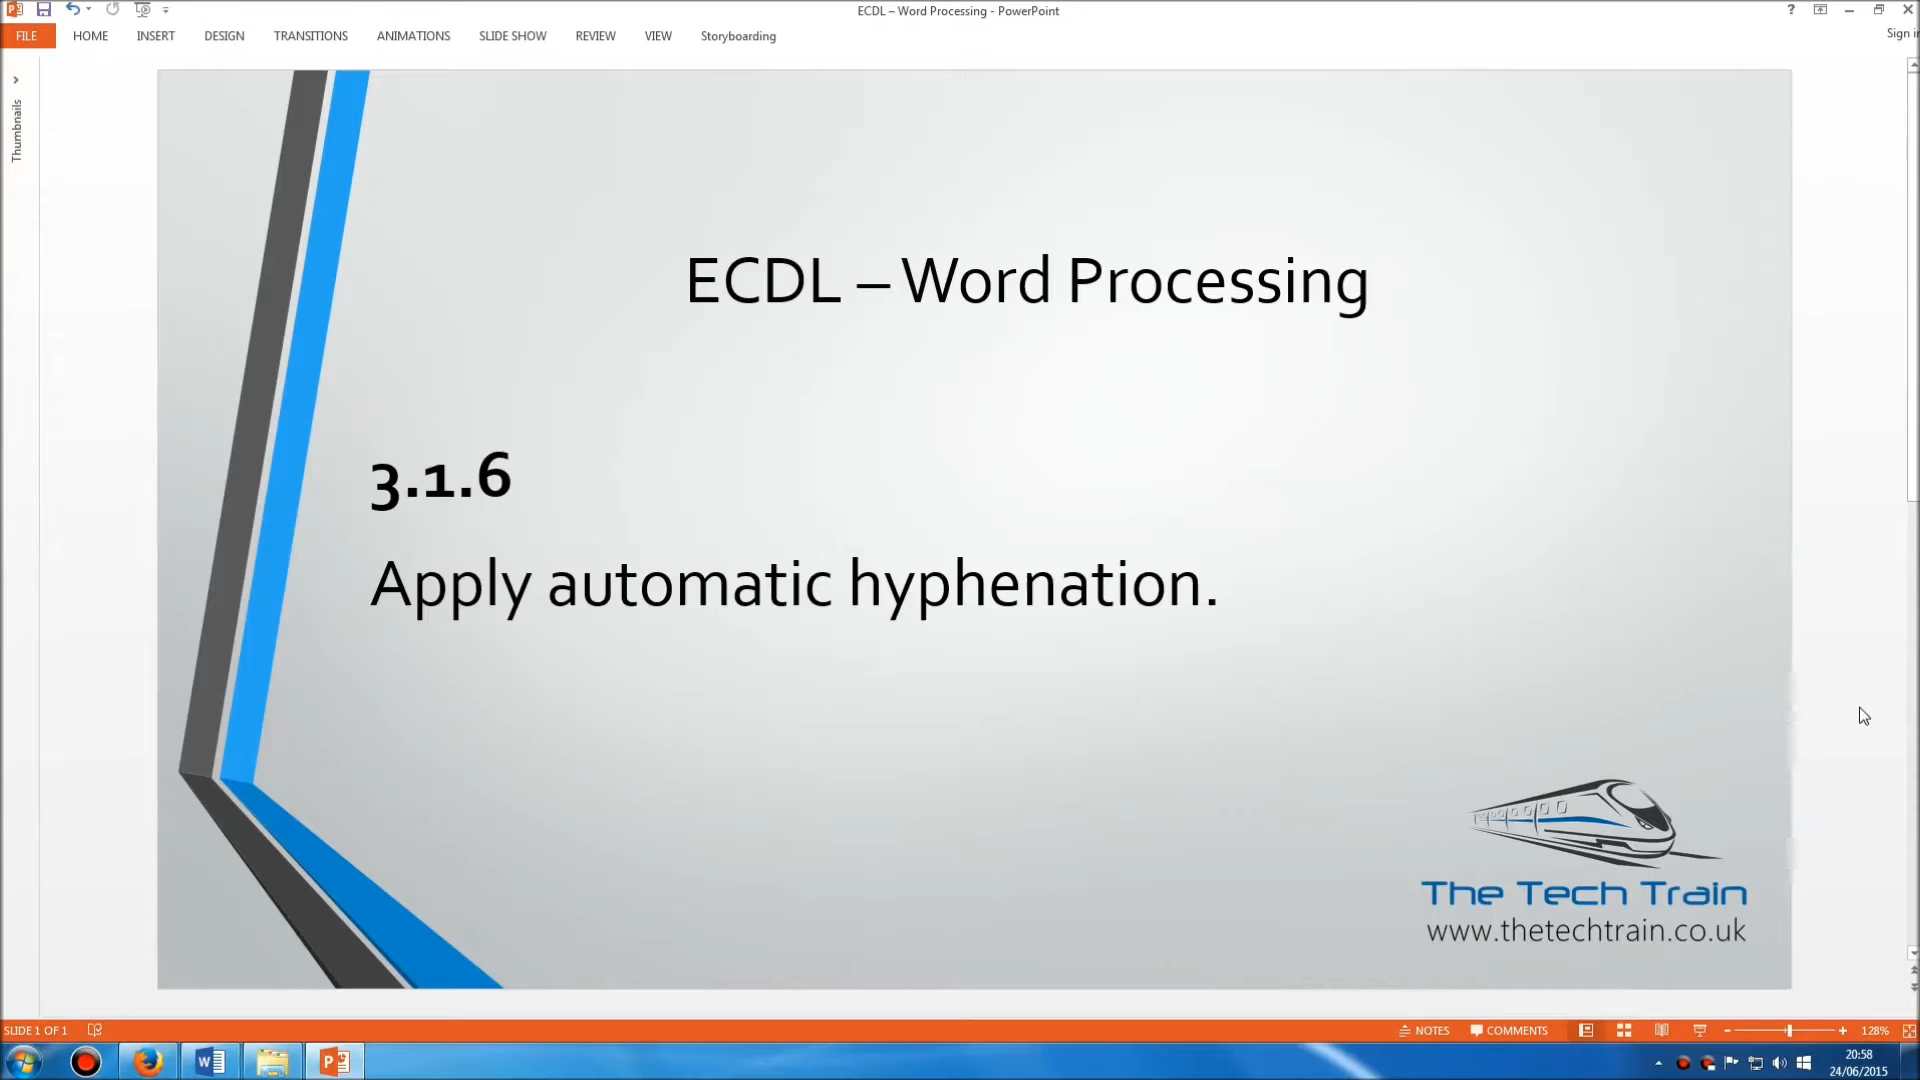 ECDL – Word Processing - PowerPoint
?
FILE HOME INSERT DESIGN TRANSITIONS ANIMATIONS SLIDE SHOW REVIEW VIEW Storyboarding
Sign in
Thumbnails
ECDL – Word Processing
3.1.6
Apply automatic hyphenation.
The Tech Train
www.thetechtrain.co.uk
SLIDE 1 OF 1
NOTES COMMENTS 128%
20:58
24/06/2015